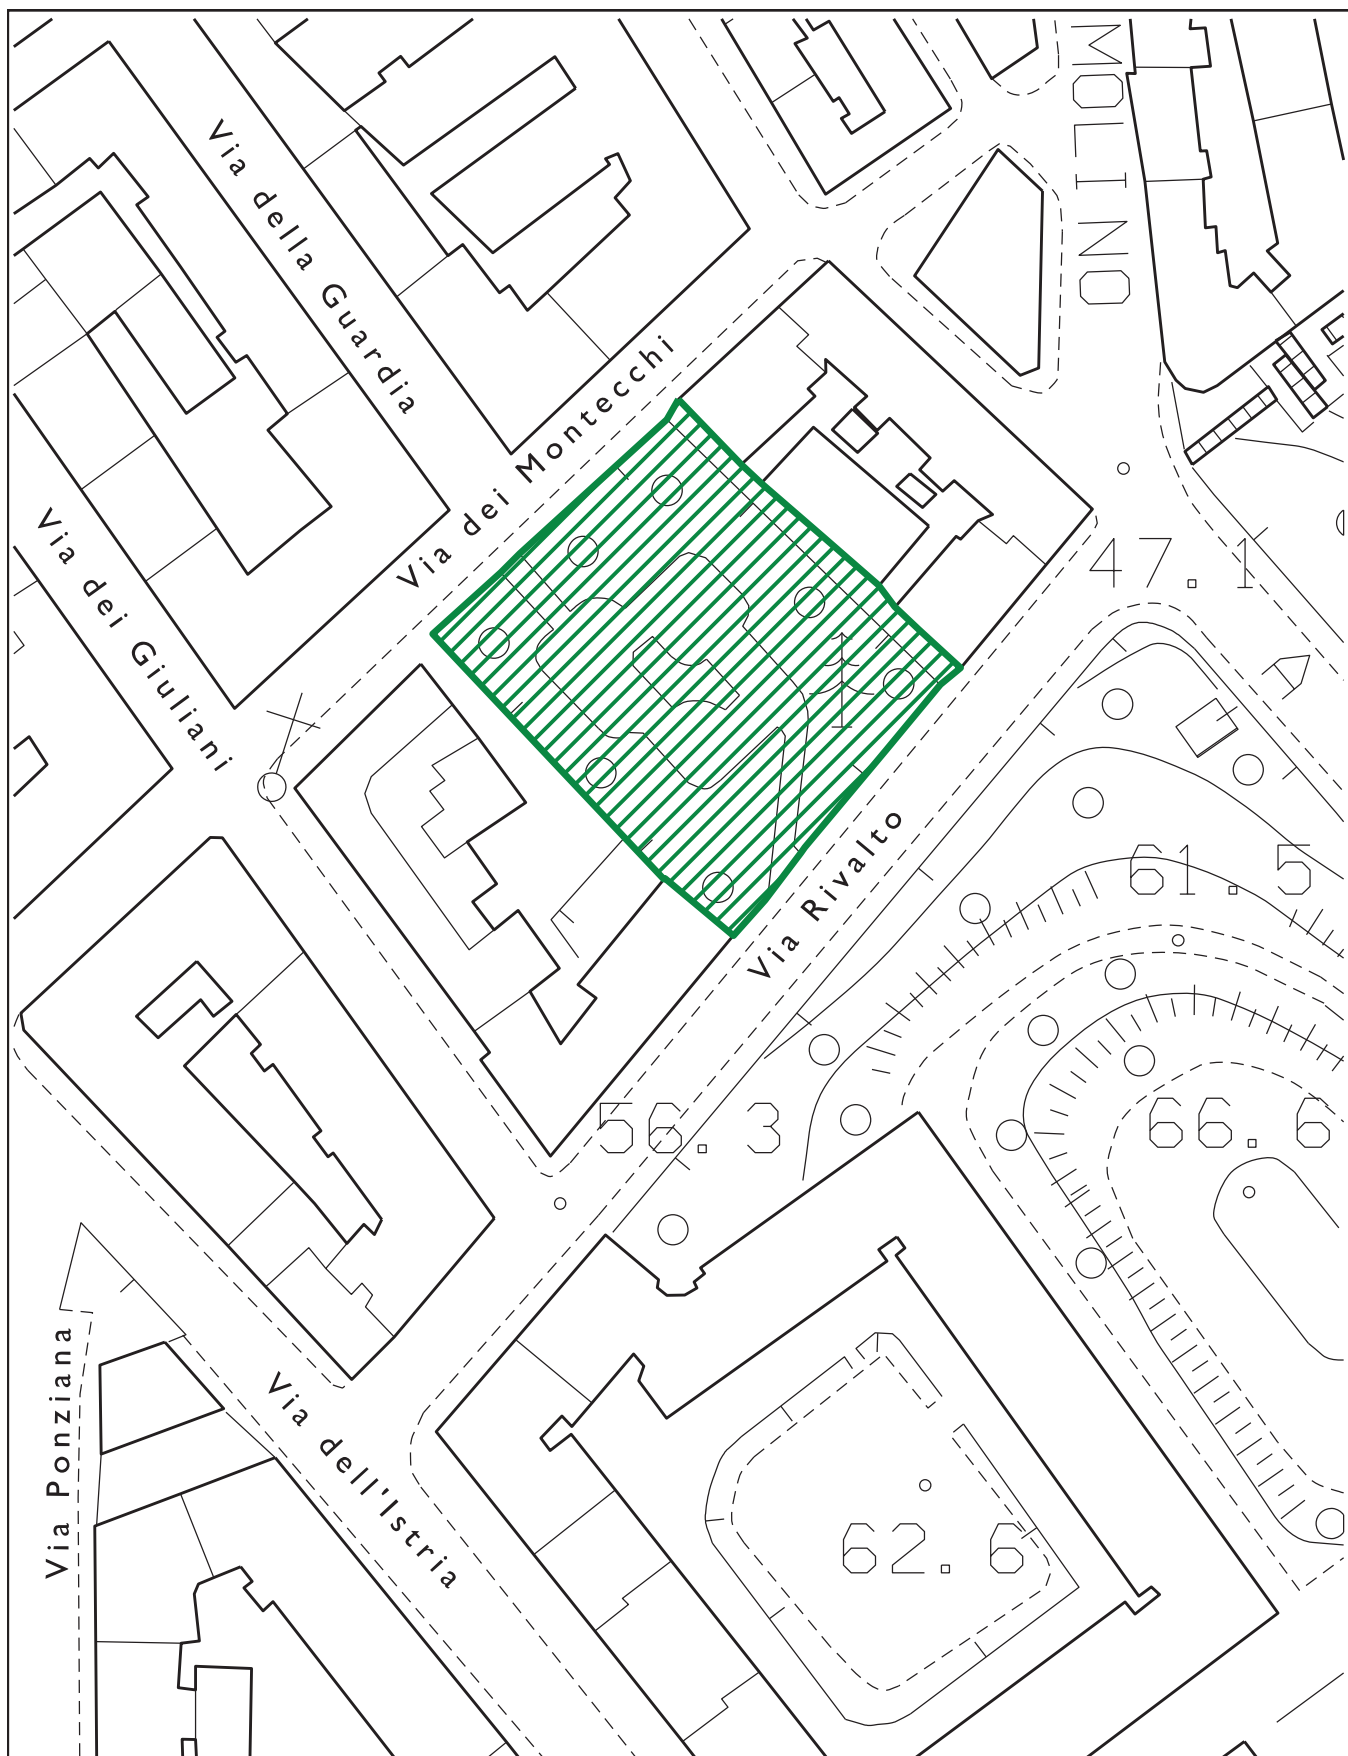 MOLINO
A
Via della Guardia
Via dei Montecchi
Via dei Giuliani
47.1
61.5
Via Rivalto
56.3
66.6
Via Ponziana
Via dell'Istria
62.6